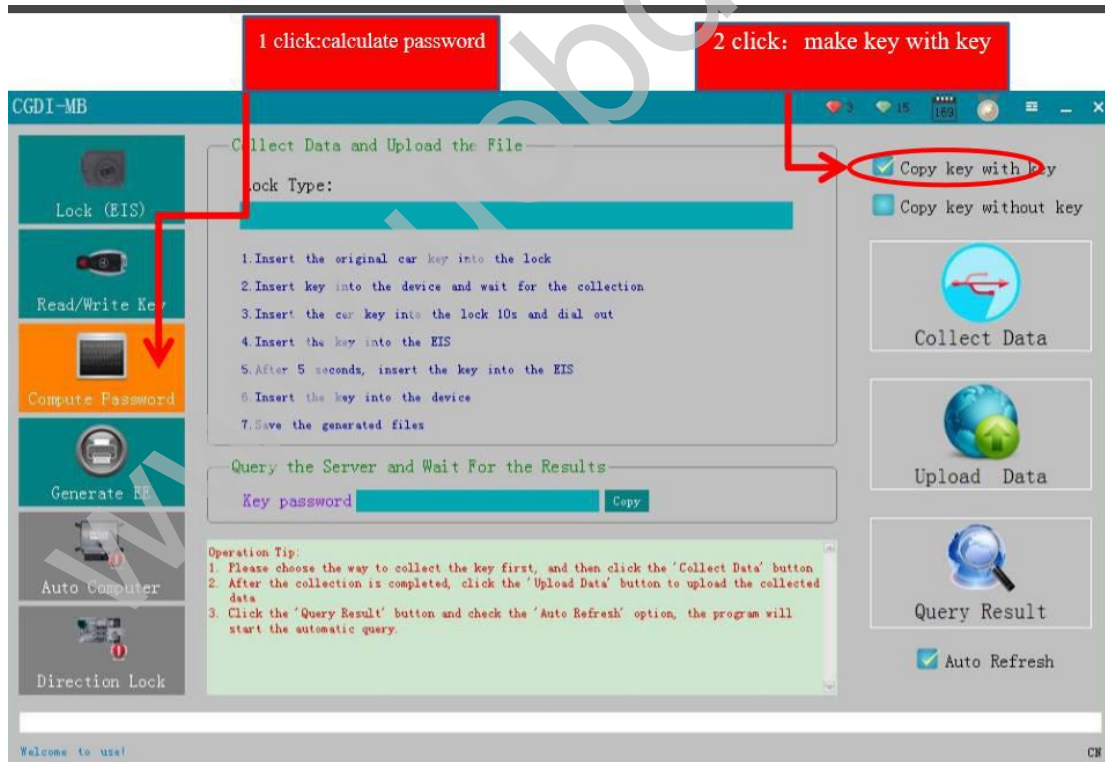 1 click:calculate password
2 click: make key with key
CGDI-MB
3
15
169
Lock (EIS)
Read/Write Key
Compute Password
Generate EE
Auto Computer
Direction Lock
Collect Data and Upload the File
Lock Type:
1.Insert the original car key into the lock
2.Insert key into the device and wait for the collection
3.Insert the car key into the lock 10s and dial out
4.Insert the key into the EIS
5.After 5 seconds, insert the key into the EIS
6.Insert the key into the device
7.Save the generated files
Query the Server and Wait For the Results
Key password
Copy
Operation Tip:
1. Please choose the way to collect the key first, and then click the 'Collect Data' button
2. After the collection is completed, click the 'Upload Data' button to upload the collected
data
3. Click the 'Query Result' button and check the 'Auto Refresh' option, the program will
start the automatic query.
Copy key with key
Copy key without key
Collect Data
Upload Data
Query Result
Auto Refresh
Welcome to use!
CN